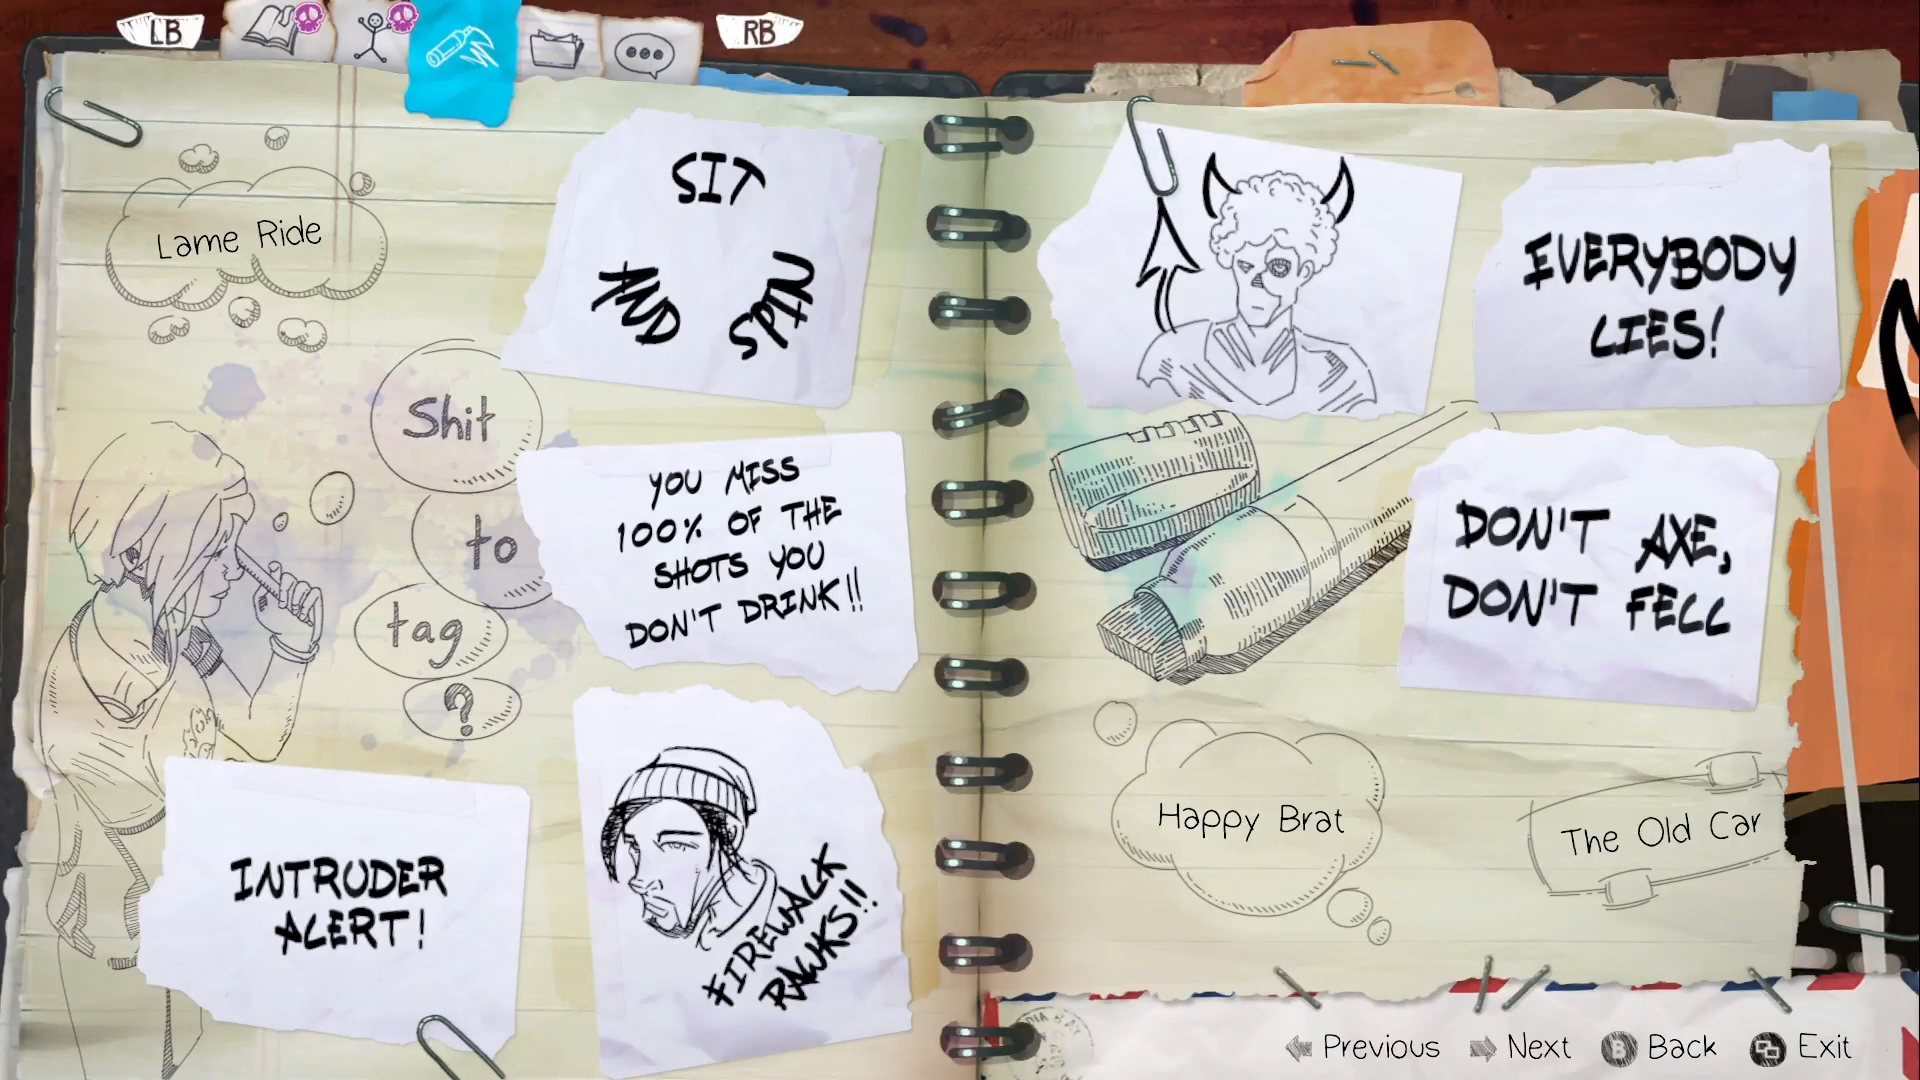 LB
RB
Lame Ride
SIT
AND
SPIN
Shit
to
tag
?
YOU MISS
100% OF THE
SHOTS YOU
DON'T DRINK!!
INTRUDER
ALERT!
FIREWALK
RAWKS!!
EVERYBODY
LIES!
DON'T AXE,
DON'T FELL
Happy Brat
The Old Car
Previous
Next
B Back
Exit